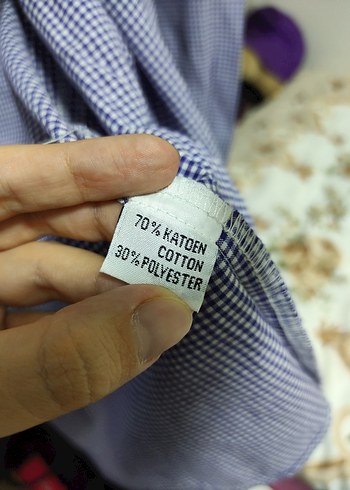 70% KATOEN
COTTON
30% POLYESTER